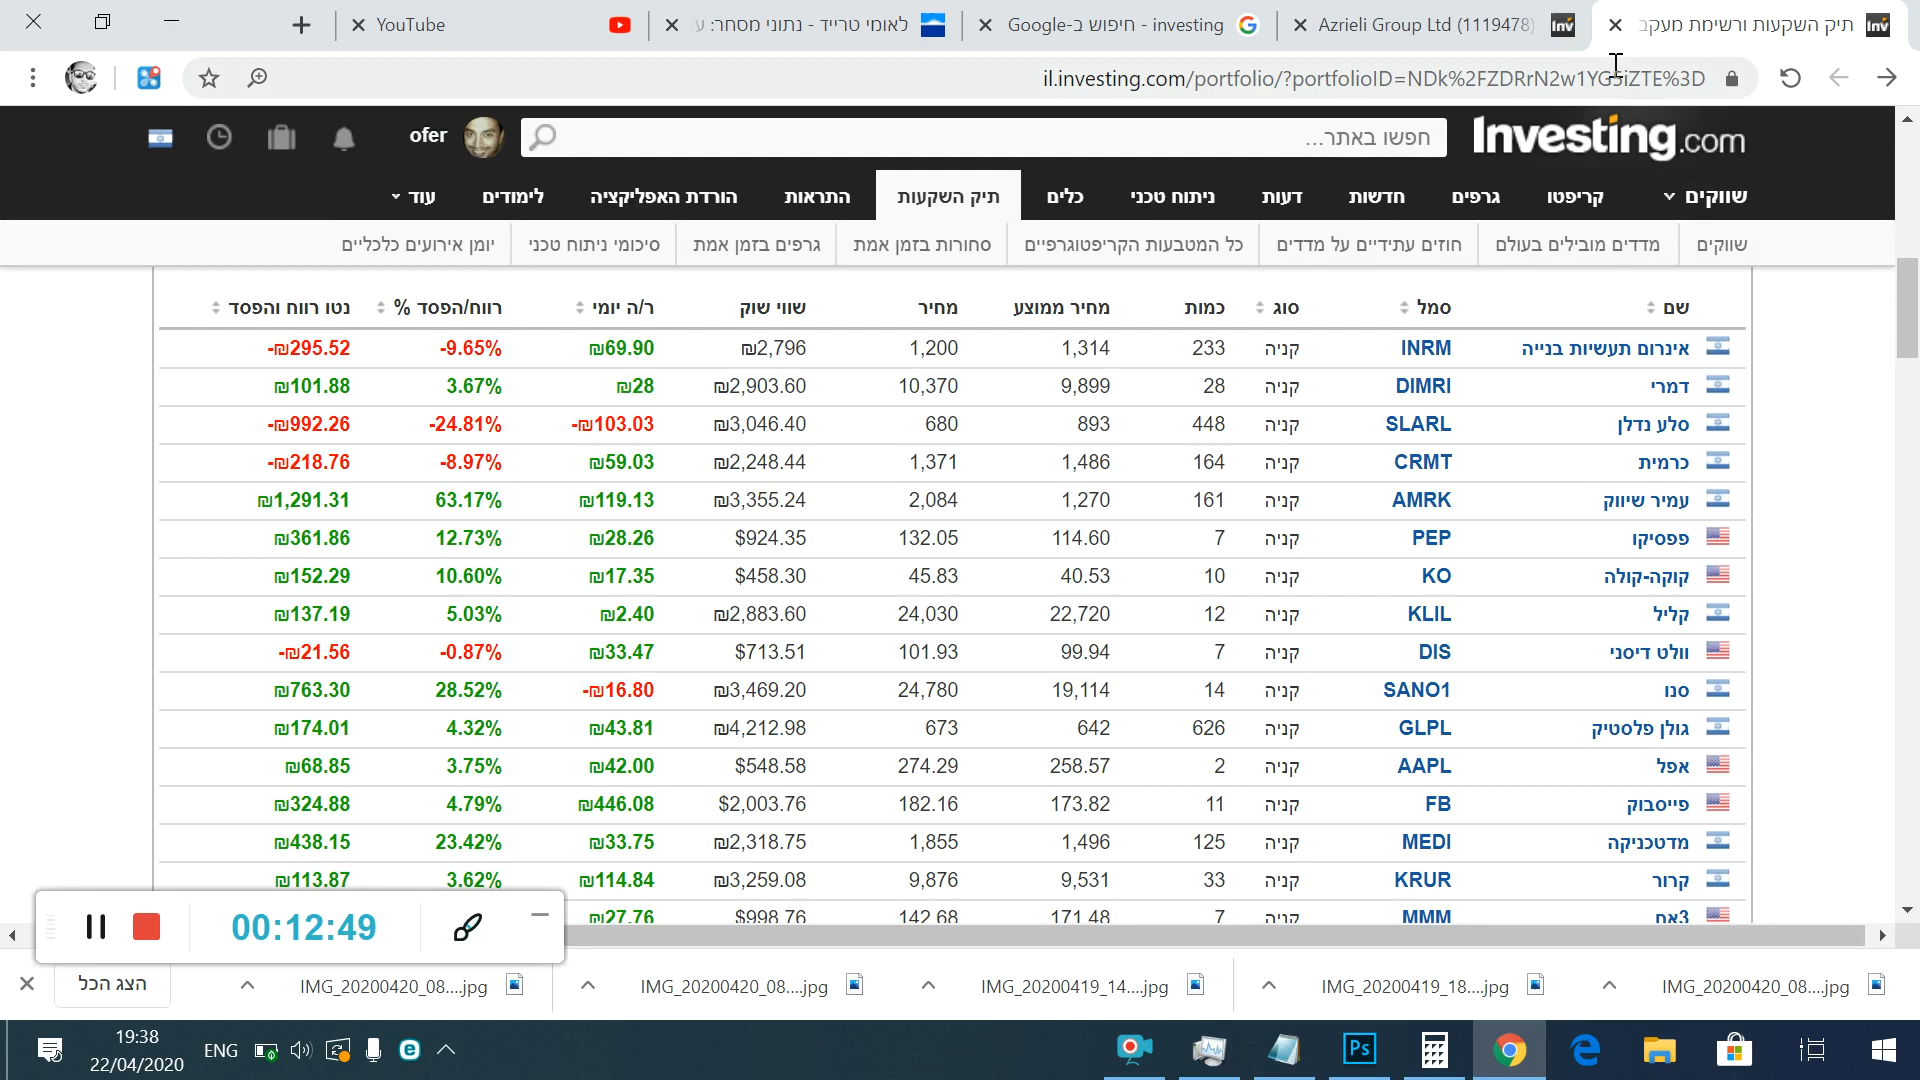 תיק השקעות ורשימת מעקב
Azrieli Group Ltd (1119478)
investing - חיפוש ב-Google
לאומי טרייד - נתוני מסחר:
YouTube
il.investing.com/portfolio/?portfolioID=NDk%2FZDRrN2w1YG5iZTE%3D
Investing.com
חפשו באתר...
ofer
שווקים קריפטו גרפים חדשות דעות ניתוח טכני כלים תיק השקעות התראות הורדת האפליקציה לימודים עוד
שווקים מדדים מובילים בעולם חוזים עתידיים על מדדים כל המטבעות הקריפטוגרפיים סחורות בזמן אמת גרפים בזמן אמת סיכומי ניתוח טכני יומן אירועים כלכליים
שם סמל סוג כמות מחיר ממוצע מחיר שווי שוק ר/ה יומי רווח/הפסד % נטו רווח והפסד
אינרום תעשיות בנייה INRM קניה 233 1,314 1,200 ₪2,796 ₪69.90 -9.65% -₪295.52
דמרי DIMRI קניה 28 9,899 10,370 ₪2,903.60 ₪28 3.67% ₪101.88
סלע נדלן SLARL קניה 448 893 680 ₪3,046.40 -₪103.03 -24.81% -₪992.26
כרמית CRMT קניה 164 1,486 1,371 ₪2,248.44 ₪59.03 -8.97% -₪218.76
עמיר שיווק AMRK קניה 161 1,270 2,084 ₪3,355.24 ₪119.13 63.17% ₪1,291.31
פפסיקו PEP קניה 7 114.60 132.05 $924.35 ₪28.26 12.73% ₪361.86
קוקה-קולה KO קניה 10 40.53 45.83 $458.30 ₪17.35 10.60% ₪152.29
קליל KLIL קניה 12 22,720 24,030 ₪2,883.60 ₪2.40 5.03% ₪137.19
וולט דיסני DIS קניה 7 99.94 101.93 $713.51 ₪33.47 -0.87% -₪21.56
סנו SANO1 קניה 14 19,114 24,780 ₪3,469.20 -₪16.80 28.52% ₪763.30
גולן פלסטיק GLPL קניה 626 642 673 ₪4,212.98 ₪43.81 4.32% ₪174.01
אפל AAPL קניה 2 258.57 274.29 $548.58 ₪42.00 3.75% ₪68.85
פייסבוק FB קניה 11 173.82 182.16 $2,003.76 ₪446.08 4.79% ₪324.88
מדטכניקה MEDI קניה 125 1,496 1,855 ₪2,318.75 ₪33.75 23.42% ₪438.15
קרור KRUR קניה 33 9,531 9,876 ₪3,259.08 ₪114.84 3.62% ₪113.87
3אם MMM קניה 7 171.48 142.68 $998.76 ₪27.76
00:12:49
IMG_20200420_08....jpg
IMG_20200419_18....jpg
IMG_20200419_14....jpg
IMG_20200420_08....jpg
IMG_20200420_08....jpg
הצג הכל
Ps
ENG
19:38
22/04/2020